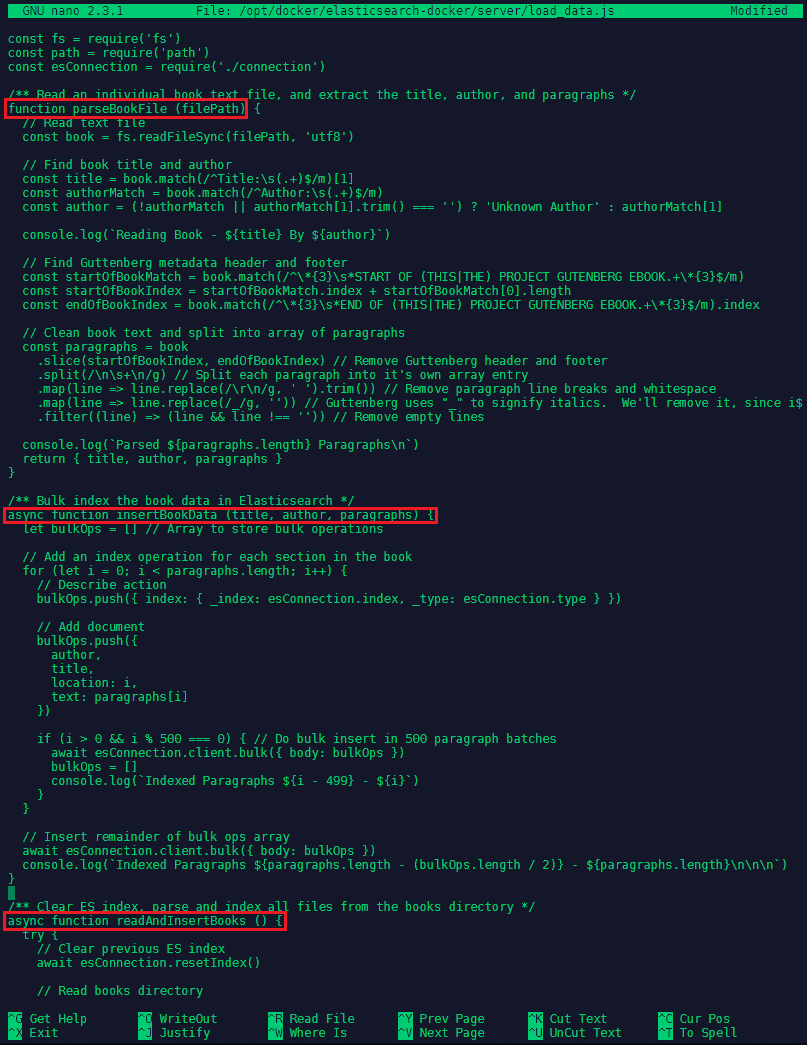 GNU nano 2.3.1 File: /opt/docker/elasticsearch-docker/server/load_data.js Modified
const fs = require('fs')
const path = require('path')
const esConnection = require('./connection')
/** Read an individual book text file, and extract the title, author, and paragraphs */
function parseBookFile (filePath) {
// Read text file
const book = fs.readFileSync(filePath, 'utf8')
// Find book title and author
const title = book.match(/^Title:\s(.+)$/m)[1]
const authorMatch = book.match(/^Author:\s(.+)$/m)
const author = (!authorMatch || authorMatch[1].trim() === '') ? 'Unknown Author' : authorMatch[1]
console.log(`Reading Book - ${title} By ${author}`)
// Find Guttenberg metadata header and footer
const startOfBookMatch = book.match(/^\*{3}\s*START OF (THIS|THE) PROJECT GUTENBERG EBOOK.+\*{3}$/m)
const startOfBookIndex = startOfBookMatch.index + startOfBookMatch[0].length
const endOfBookIndex = book.match(/^\*{3}\s*END OF (THIS|THE) PROJECT GUTENBERG EBOOK.+\*{3}$/m).index
// Clean book text and split into array of paragraphs
const paragraphs = book
.slice(startOfBookIndex, endOfBookIndex) // Remove Guttenberg header and footer
.split(/\n\s+\n/g) // Split each paragraph into it's own array entry
.map(line => line.replace(/\r\n/g, ' ').trim()) // Remove paragraph line breaks and whitespace
.map(line => line.replace(/_/g, '')) // Guttenberg uses "_" to signify italics.  We'll remove it, since i$
.filter((line) => (line && line !== '')) // Remove empty lines
console.log(`Parsed ${paragraphs.length} Paragraphs\n`)
return { title, author, paragraphs }
}
/** Bulk index the book data in Elasticsearch */
async function insertBookData (title, author, paragraphs) {
let bulkOps = [] // Array to store bulk operations
// Add an index operation for each section in the book
for (let i = 0; i < paragraphs.length; i++) {
// Describe action
bulkOps.push({ index: { _index: esConnection.index, _type: esConnection.type } })
// Add document
bulkOps.push({
author,
title,
location: i,
text: paragraphs[i]
})
if (i > 0 && i % 500 === 0) { // Do bulk insert in 500 paragraph batches
await esConnection.client.bulk({ body: bulkOps })
bulkOps = []
console.log(`Indexed Paragraphs ${i - 499} - ${i}`)
}
}
// Insert remainder of bulk ops array
await esConnection.client.bulk({ body: bulkOps })
console.log(`Indexed Paragraphs ${paragraphs.length - (bulkOps.length / 2)} - ${paragraphs.length}\n\n\n`)
}
/** Clear ES index, parse and index all files from the books directory */
async function readAndInsertBooks () {
try {
// Clear previous ES index
await esConnection.resetIndex()
// Read books directory
^G Get Help ^O WriteOut ^R Read File ^Y Prev Page ^K Cut Text ^C Cur Pos
^X Exit ^J Justify ^W Where Is ^V Next Page ^U UnCut Text ^T To Spell